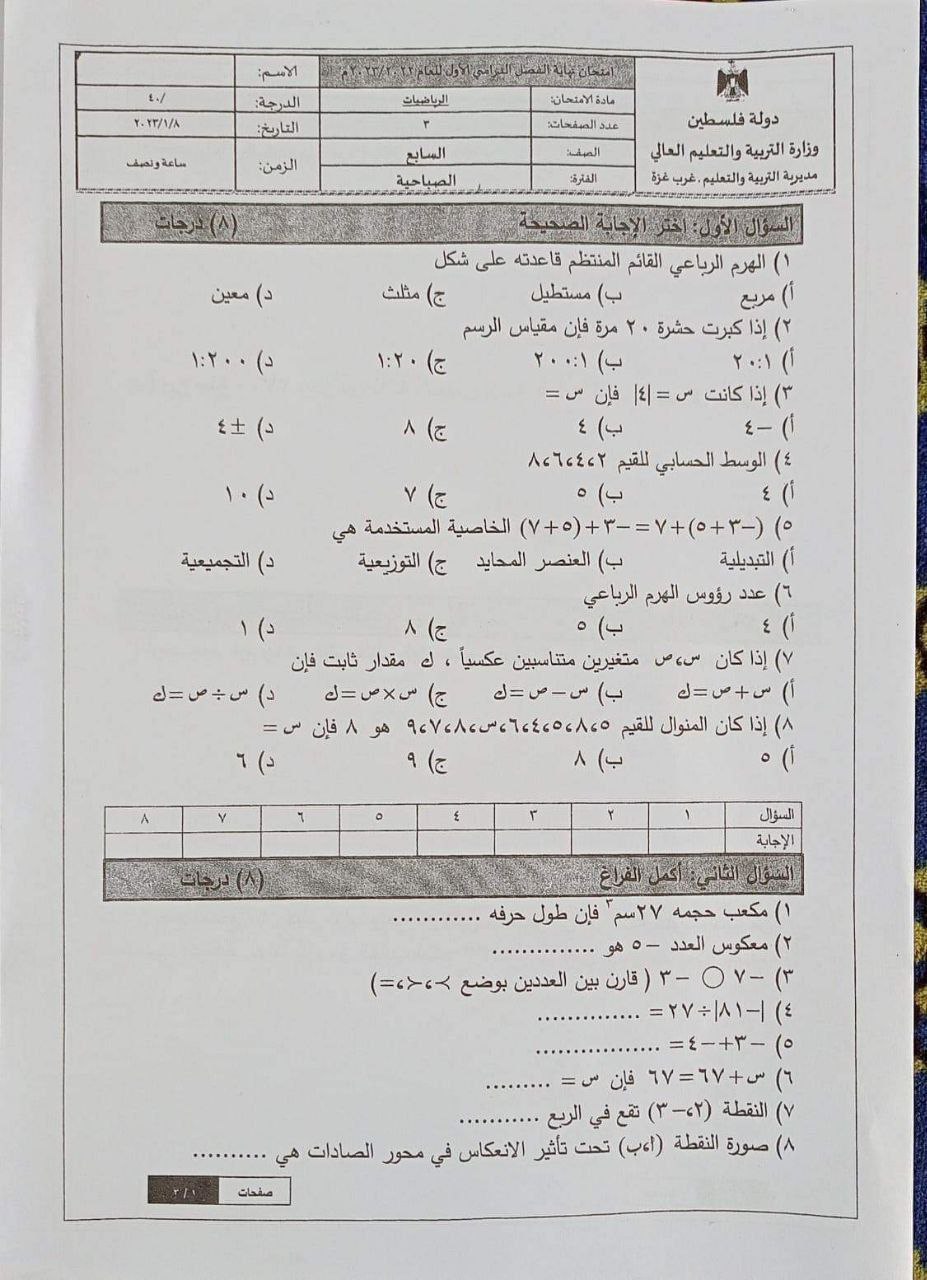 دولة فلسطين
وزارة التربية والتعليم العالي
مديرية التربية والتعليم . غرب غزة
امتحان نهاية الفصل الدراسي الأول للعام ٢٠٢٣/٢٠٢٢م
الاسم:
مادة الامتحان: الرياضيات
الدرجة: /٤٠
عدد الصفحات: ٣
التاريخ: ٢٠٢٣/١/٨
الصف: السابع
الزمن: ساعة ونصف
الفترة: الصباحية
السؤال الأول: اختر الإجابة الصحيحة (٨) درجات
١) الهرم الرباعي القائم المنتظم قاعدته على شكل
أ) مربع ب) مستطيل ج) مثلث د) معين
٢) إذا كبرت حشرة ٢٠ مرة فإن مقياس الرسم
أ) ٢٠:١ ب) ٢٠٠:١ ج) ١:٢٠ د) ١:٢٠٠
٣) إذا كانت س = |٤| فإن س =
أ) –٤ ب) ٤ ج) ٨ د) ±٤
٤) الوسط الحسابي للقيم ٢،٤،٦،٨
أ) ٤ ب) ٥ ج) ٧ د) ١٠
٥) (–٣+٥)+٧ = –٣+(٥+٧) الخاصية المستخدمة هي
أ) التبديلية ب) العنصر المحايد ج) التوزيعية د) التجميعية
٦) عدد رؤوس الهرم الرباعي
أ) ٤ ب) ٥ ج) ٨ د) ١
٧) إذا كان س،ص متغيرين متناسبين عكسياً ، ك مقدار ثابت فإن
أ) س+ص=ك ب) س–ص=ك ج) س×ص=ك د) س÷ص=ك
٨) إذا كان المنوال للقيم ٥،٨،٥،٤،٦،س،٨،٧،٩ هو ٨ فإن س =
أ) ٥ ب) ٨ ج) ٩ د) ٦
السؤال ١ ٢ ٣ ٤ ٥ ٦ ٧ ٨
الإجابة
السؤال الثاني: أكمل الفراغ (٨) درجات
١) مكعب حجمه ٢٧سم٣ فإن طول حرفه ............
٢) معكوس العدد –٥ هو ..............
٣) –٧ ◯ –٣ ( قارن بين العددين بوضع >،<،=)
٤) |–٨١|÷٢٧ = ..............
٥) –٣+–٤ = .................
٦) س+٦٧=٦٧ فإن س = .........
٧) النقطة (٢،–٣) تقع في الربع ...........
٨) صورة النقطة (أ،ب) تحت تأثير الانعكاس في محور الصادات هي ..........
صفحات ٣/١